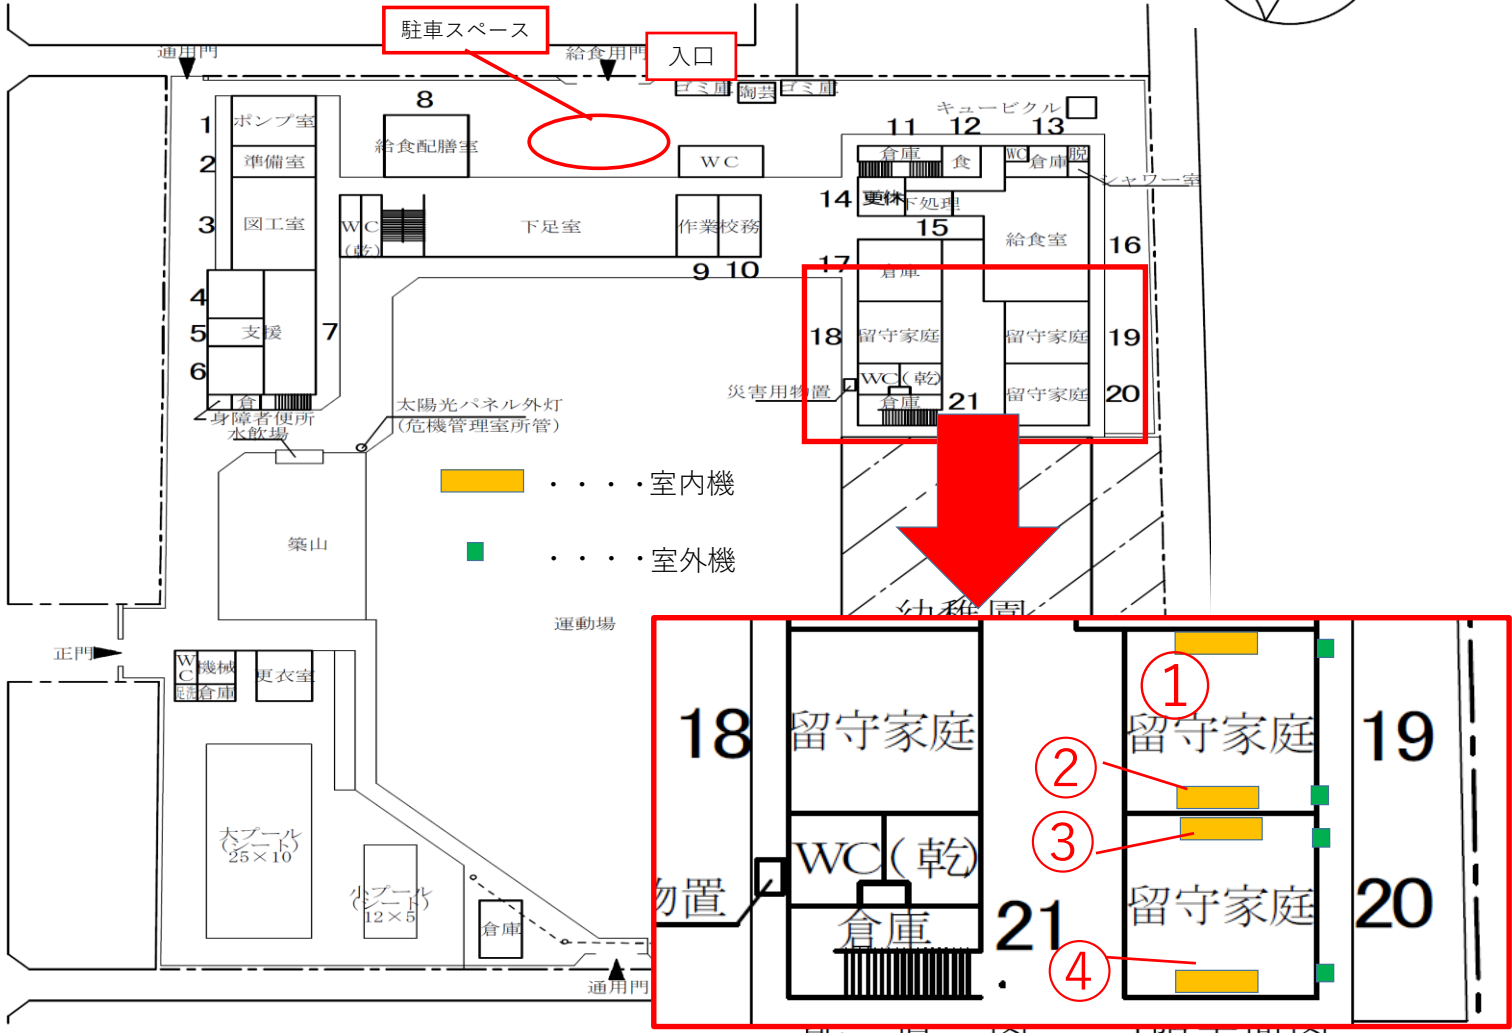 駐車スペース
入口
通用門
給食用門
ゴミ庫
陶芸
ゴミ庫
キュービクル
8
1
ポンプ室
2
準備室
給食配膳室
WC
11
12
13
倉庫
食
WC
倉庫
脱
シャワー室
14
更休
下処理
3
図工室
WC
(乾)
下足室
作業
校務
15
給食室
16
9
10
17
倉庫
4
5
支援
7
6
18
留守家庭
留守家庭
19
災害用物置
WC(乾)
倉庫
21
留守家庭
20
倉
身障者便所
水飲場
太陽光パネル外灯
(危機管理室所管)
・・・・室内機
・・・・室外機
築山
運動場
幼稚園
正門
WC
機械
足洗
倉庫
更衣室
大プール
(シート)
25×10
小プール
(シート)
12×5
倉庫
通用門
18
留守家庭
①
留守家庭
19
②
③
WC(乾)
物置
倉庫
21
留守家庭
20
④